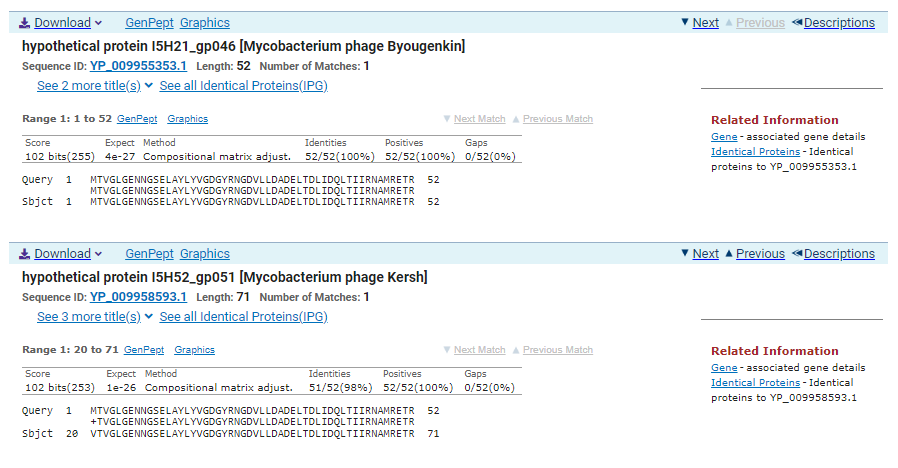 Download GenPept Graphics Next Previous Descriptions
hypothetical protein I5H21_gp046 [Mycobacterium phage Byougenkin]
Sequence ID: YP_009955353.1 Length: 52 Number of Matches: 1
See 2 more title(s) See all Identical Proteins(IPG)
Range 1: 1 to 52 GenPept Graphics Next Match Previous Match
Score Expect Method Identities Positives Gaps
102 bits(255) 4e-27 Compositional matrix adjust. 52/52(100%) 52/52(100%) 0/52(0%)
Query 1 MTVGLGENNGSELAYLYVGDGYRNGDVLLDADELTDLIDQLTIIRNAMRETR 52
MTVGLGENNGSELAYLYVGDGYRNGDVLLDADELTDLIDQLTIIRNAMRETR
Sbjct 1 MTVGLGENNGSELAYLYVGDGYRNGDVLLDADELTDLIDQLTIIRNAMRETR 52
Related Information
Gene - associated gene details
Identical Proteins - Identical
proteins to YP_009955353.1
Download GenPept Graphics Next Previous Descriptions
hypothetical protein I5H52_gp051 [Mycobacterium phage Kersh]
Sequence ID: YP_009958593.1 Length: 71 Number of Matches: 1
See 3 more title(s) See all Identical Proteins(IPG)
Range 1: 20 to 71 GenPept Graphics Next Match Previous Match
Score Expect Method Identities Positives Gaps
102 bits(253) 1e-26 Compositional matrix adjust. 51/52(98%) 52/52(100%) 0/52(0%)
Query 1 MTVGLGENNGSELAYLYVGDGYRNGDVLLDADELTDLIDQLTIIRNAMRETR 52
+TVGLGENNGSELAYLYVGDGYRNGDVLLDADELTDLIDQLTIIRNAMRETR
Sbjct 20 VTVGLGENNGSELAYLYVGDGYRNGDVLLDADELTDLIDQLTIIRNAMRETR 71
Related Information
Gene - associated gene details
Identical Proteins - Identical
proteins to YP_009958593.1